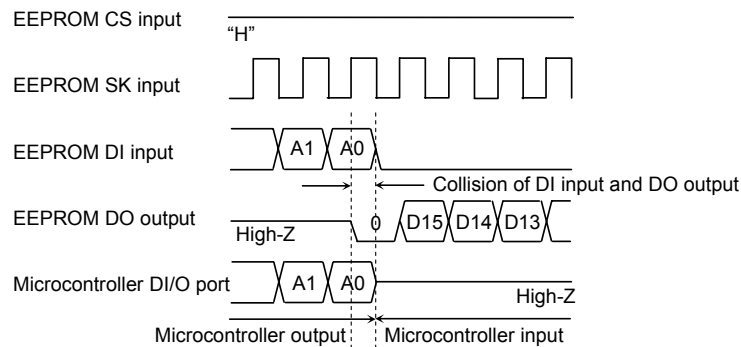 EEPROM CS input
“H”
EEPROM SK input
EEPROM DI input
A1 A0
Collision of DI input and DO output
EEPROM DO output
High-Z
0 D15 D14 D13
Microcontroller DI/O port
A1 A0
High-Z
Microcontroller output Microcontroller input